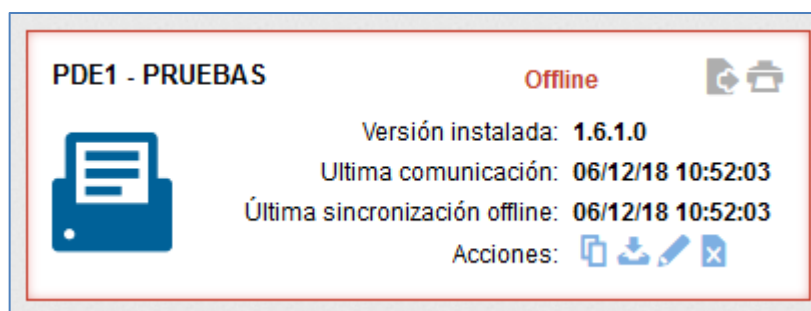 PDE1 - PRUEBAS Offline
Versión instalada: 1.6.1.0
Ultima comunicación: 06/12/18 10:52:03
Última sincronización offline: 06/12/18 10:52:03
Acciones: